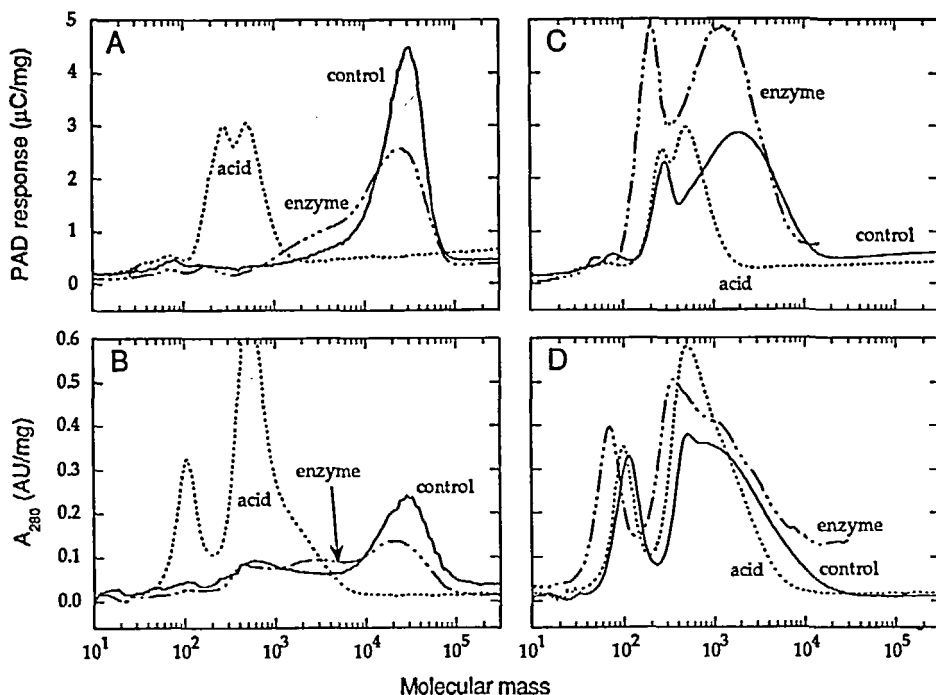 A
control
acid
enzyme
PAD response (μC/mg)
5
4
3
2
1
0
C
enzyme
control
acid
B
enzyme
control
acid
A₂₈₀ (AU/mg)
0.6
0.5
0.4
0.3
0.2
0.1
0.0
D
enzyme
control
acid
10¹ 10² 10³ 10⁴ 10⁵ 10¹ 10² 10³ 10⁴ 10⁵
Molecular mass